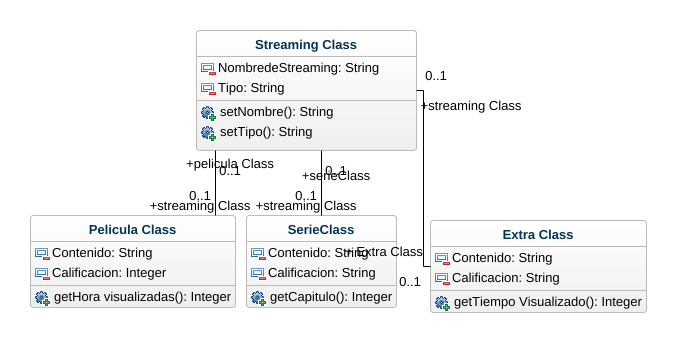 Streaming Class
NombredeStreaming: String
Tipo: String
setNombre(): String
setTipo(): String
0..1
+streaming Class
+pelicula Class
0..1
0..1
+serieClass
0..1
+streaming Class
0..1
+streaming Class
Pelicula Class
Contenido: String
Calificacion: Integer
getHora visualizadas(): Integer
SerieClass
Contenido: String
Calificacion: String
getCapitulo(): Integer
+ Extra Class
0..1
Extra Class
Contenido: String
Calificacion: String
getTiempo Visualizado(): Integer